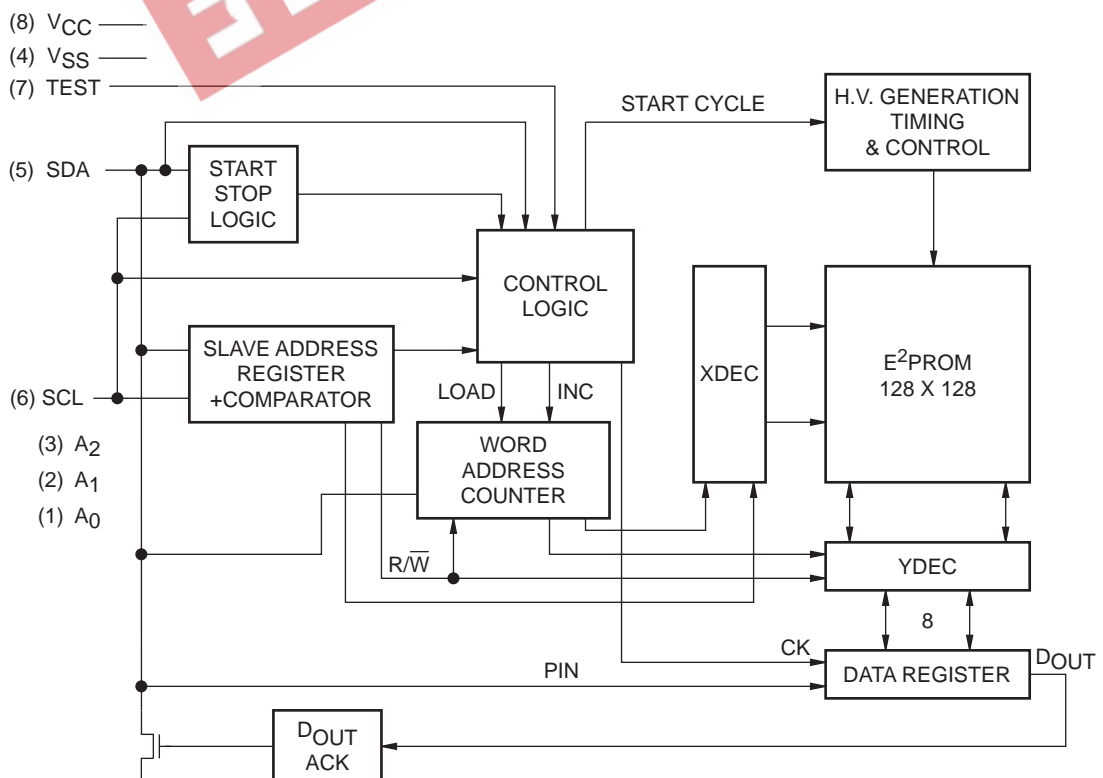 (8) VCC
(4) VSS
(7) TEST
(5) SDA
(6) SCL
(3) A2
(2) A1
(1) A0
START
STOP
LOGIC
SLAVE ADDRESS
REGISTER
+COMPARATOR
CONTROL
LOGIC
START CYCLE
H.V. GENERATION
TIMING
& CONTROL
LOAD
INC
WORD
ADDRESS
COUNTER
XDEC
E2PROM
128 X 128
R/W̅
YDEC
8
CK
PIN
DATA REGISTER
DOUT
DOUT
ACK